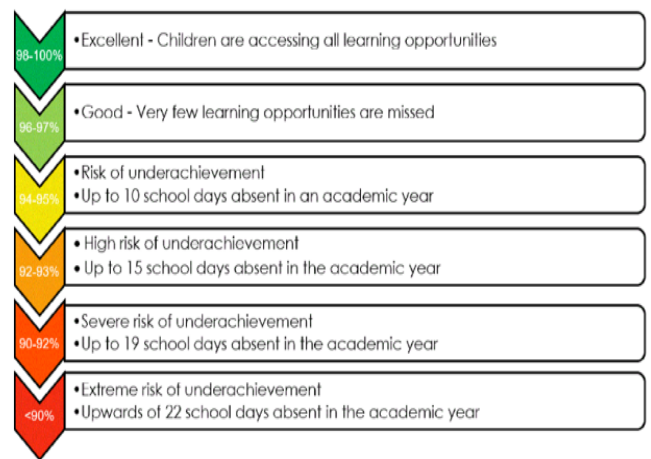 98-100%
•Excellent - Children are accessing all learning opportunities
96-97%
•Good - Very few learning opportunities are missed
94-95%
•Risk of underachievement
•Up to 10 school days absent in an academic year
92-93%
• High risk of underachievement
• Up to 15 school days absent in the academic year
90-92%
•Severe risk of underachievement
•Up to 19 school days absent in the academic year
<90%
•Extreme risk of underachievement
•Upwards of 22 school days absent in the academic year